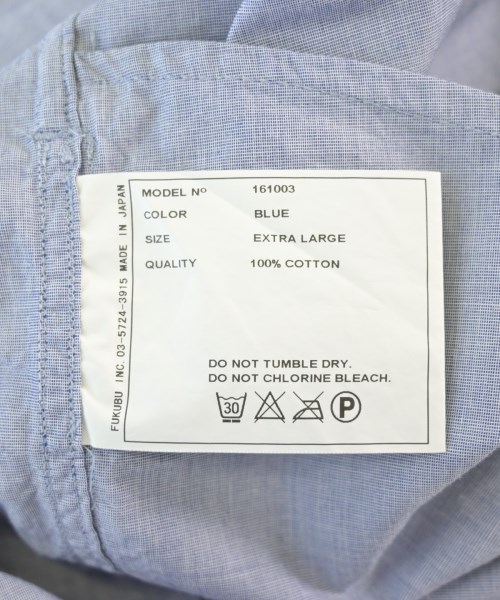 MODEL Nº 161003
COLOR BLUE
SIZE EXTRA LARGE
QUALITY 100% COTTON
DO NOT TUMBLE DRY.
DO NOT CHLORINE BLEACH.
30 P
FUKUBU INC. 03-5724-3915 MADE IN JAPAN